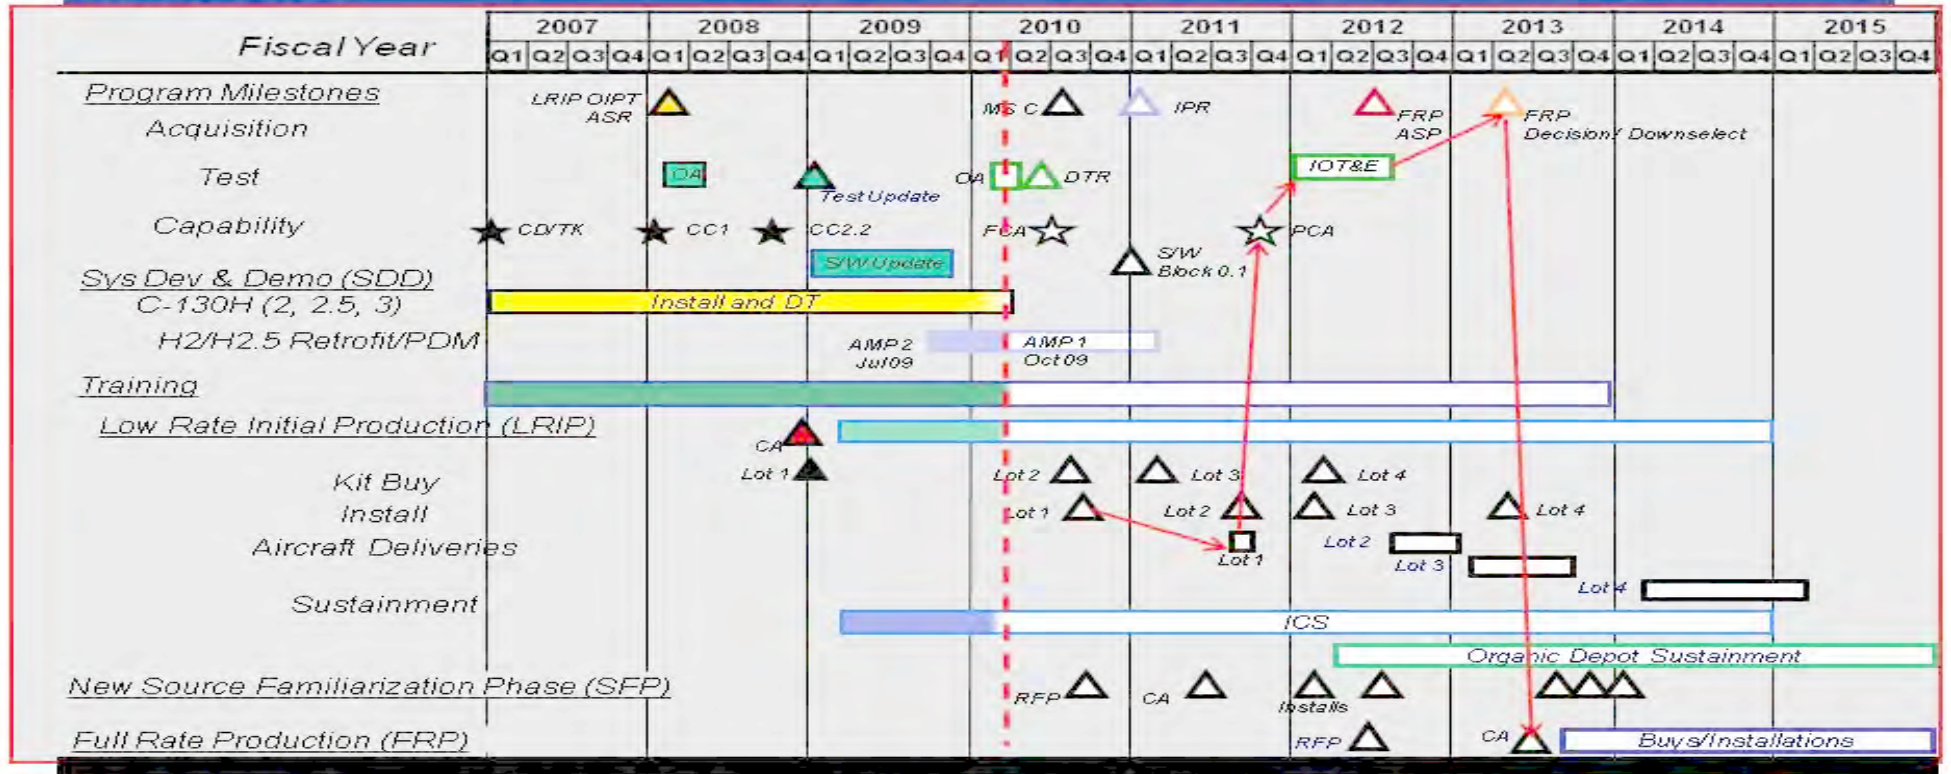 Fiscal Year
2007 2008 2009 2010 2011 2012 2013 2014 2015
Q1 Q2 Q3 Q4 Q1 Q2 Q3 Q4 Q1 Q2 Q3 Q4 Q1 Q2 Q3 Q4 Q1 Q2 Q3 Q4 Q1 Q2 Q3 Q4 Q1 Q2 Q3 Q4 Q1 Q2 Q3 Q4 Q1 Q2 Q3 Q4
Program Milestones
LRIP OIPT
ASR
MS C
IPR
FRP
ASP
FRP
Decision/ Downselect
Acquisition
Test
OA
Test Update
OA
DTR
IOT&E
Capability
CD/TK
CC1
CC2.2
FCA
PCA
S/W Update
S/W
Block 0.1
Sys Dev & Demo (SDD)
C-130H (2, 2.5, 3)
Install and DT
H2/H2.5 Retrofit/PDM
AMP 2
Jul 09
AMP 1
Oct 09
Training
Low Rate Initial Production (LRIP)
CA
Kit Buy
Lot 1
Lot 2
Lot 3
Lot 4
Install
Lot 1
Lot 2
Lot 3
Lot 4
Aircraft Deliveries
Lot 1
Lot 2
Lot 3
Lot 4
Sustainment
ICS
Organic Depot Sustainment
New Source Familiarization Phase (SFP)
RFP
CA
Installs
Full Rate Production (FRP)
RFP
CA
Buys/Installations